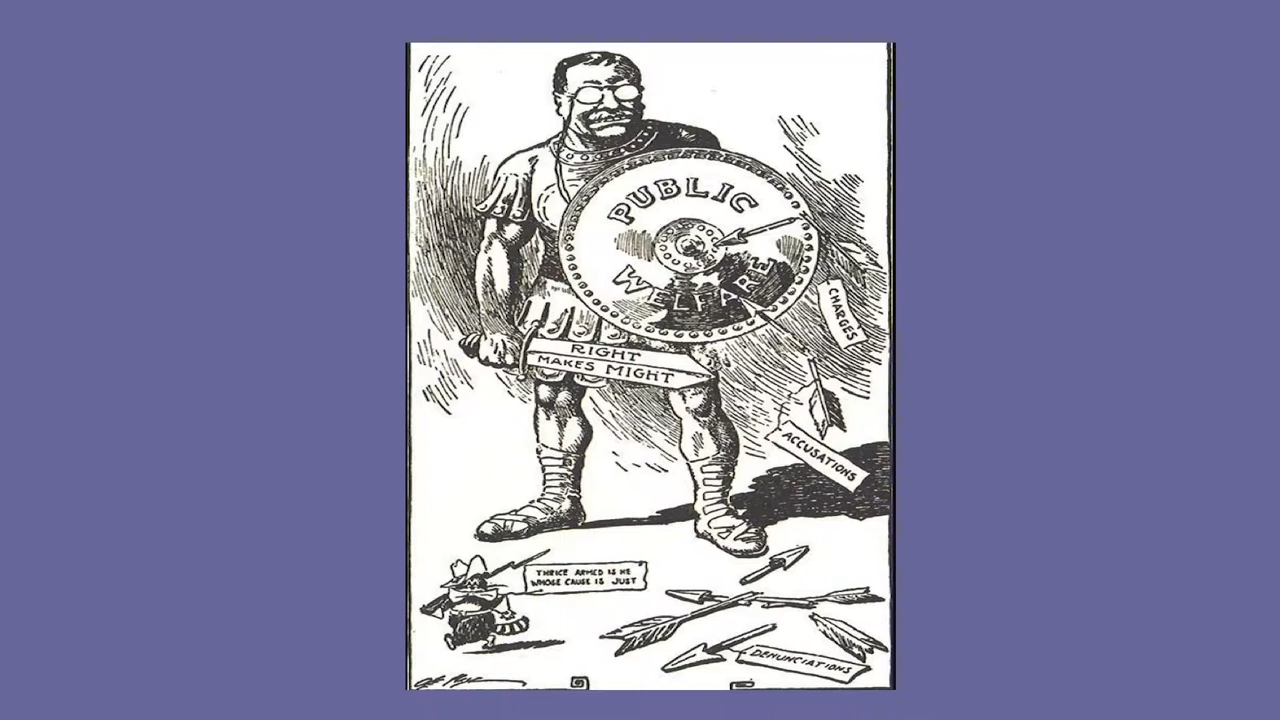 PUBLIC
WELFARE
CHARGES
RIGHT
MAKES MIGHT
ACCUSATIONS
THRICE ARMED IS HE
WHOSE CAUSE IS JUST
DENUNCIATIONS